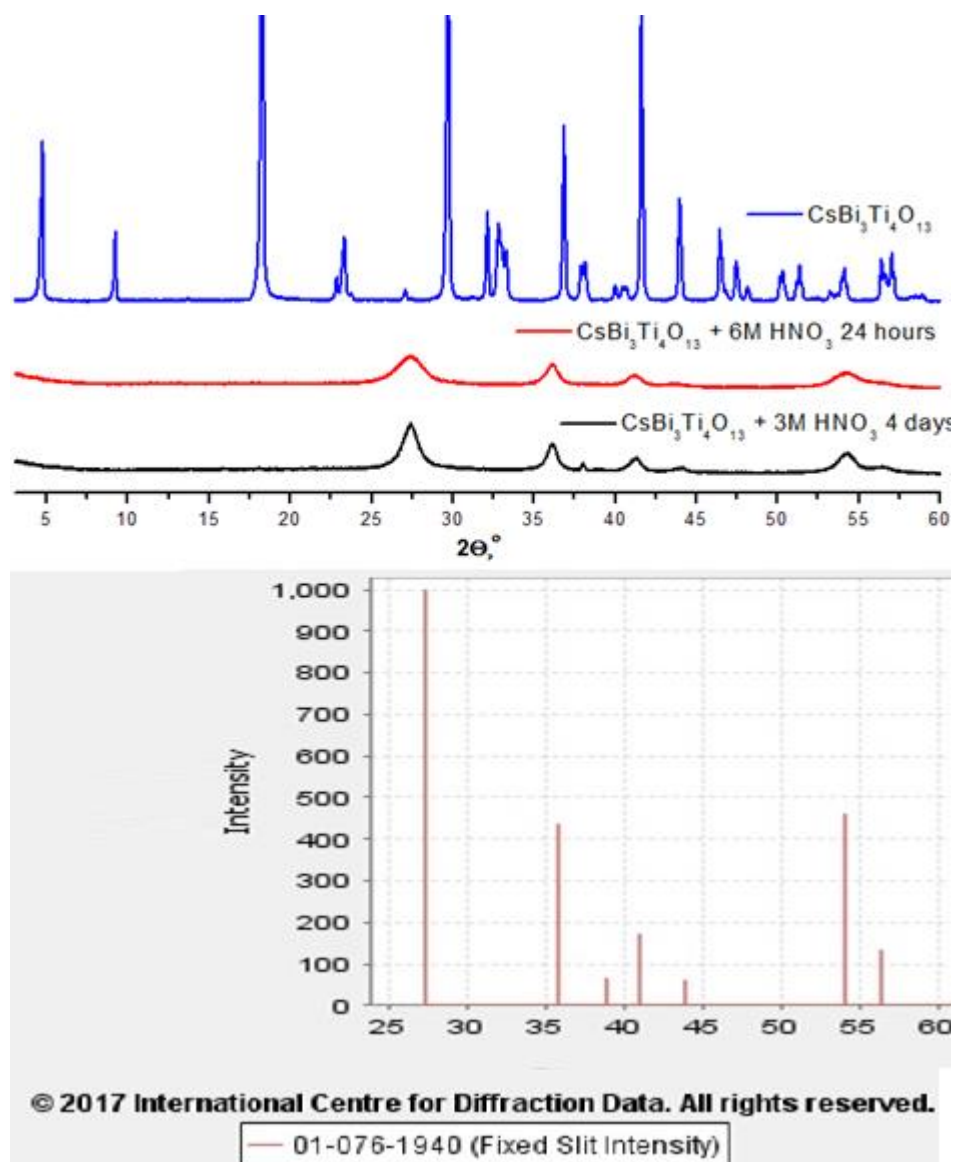 CsBi₃Ti₄O₁₃
CsBi₃Ti₄O₁₃ + 6M HNO₃ 24 hours
CsBi₃Ti₄O₁₃ + 3M HNO₃ 4 days
5 10 15 20 25 30 35 40 45 50 55 60
2Θ,°
1,000
900
800
700
600
500
400
300
200
100
0
Intensity
25 30 35 40 45 50 55 60
© 2017 International Centre for Diffraction Data. All rights reserved.
01-076-1940 (Fixed Slit Intensity)